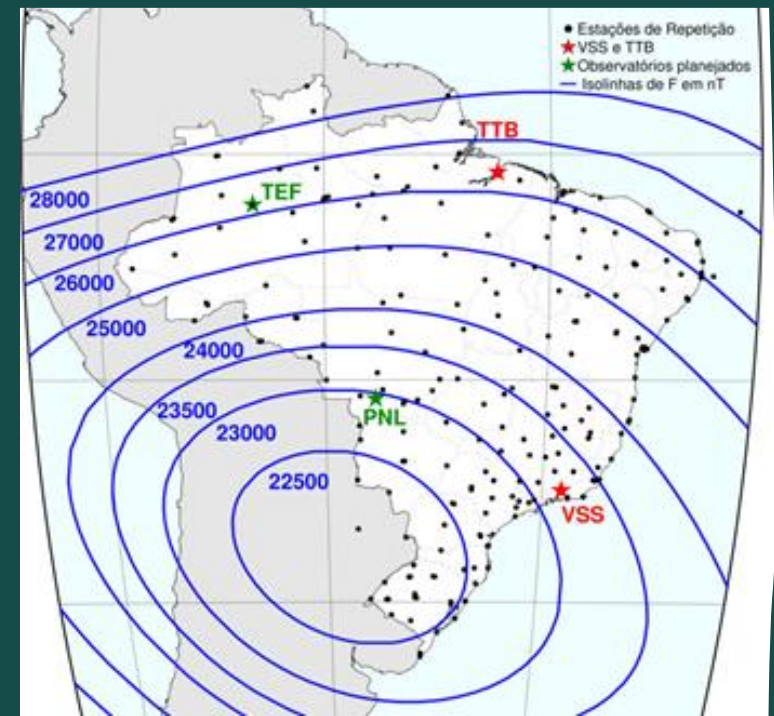 Estações de Repetição
VSS e TTB
Observatórios planejados
Isolinhas de F em nT
TTB
TEF
28000
27000
26000
25000
24000
23500
PNL
23000
22500
VSS